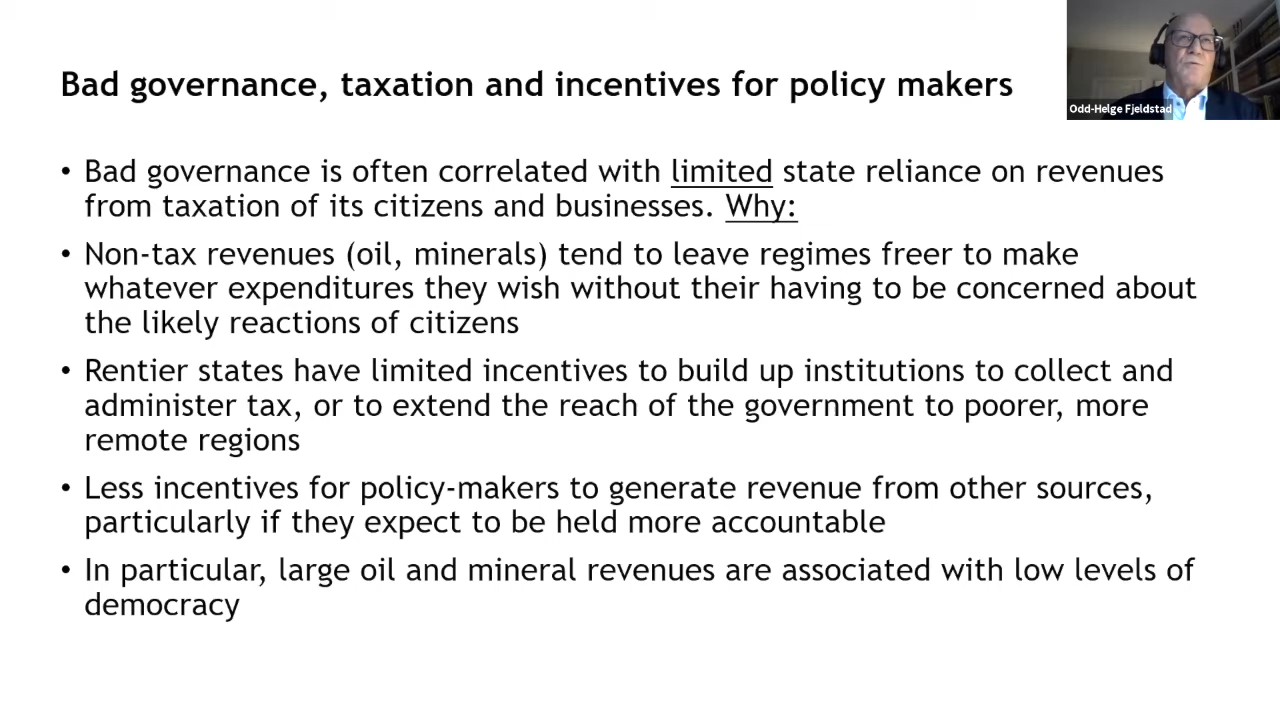 Bad governance, taxation and incentives for policy makers
Odd-Helge Fjeldstad
• Bad governance is often correlated with limited state reliance on revenues
from taxation of its citizens and businesses. Why:
• Non-tax revenues (oil, minerals) tend to leave regimes freer to make
whatever expenditures they wish without their having to be concerned about
the likely reactions of citizens
• Rentier states have limited incentives to build up institutions to collect and
administer tax, or to extend the reach of the government to poorer, more
remote regions
• Less incentives for policy-makers to generate revenue from other sources,
particularly if they expect to be held more accountable
• In particular, large oil and mineral revenues are associated with low levels of
democracy